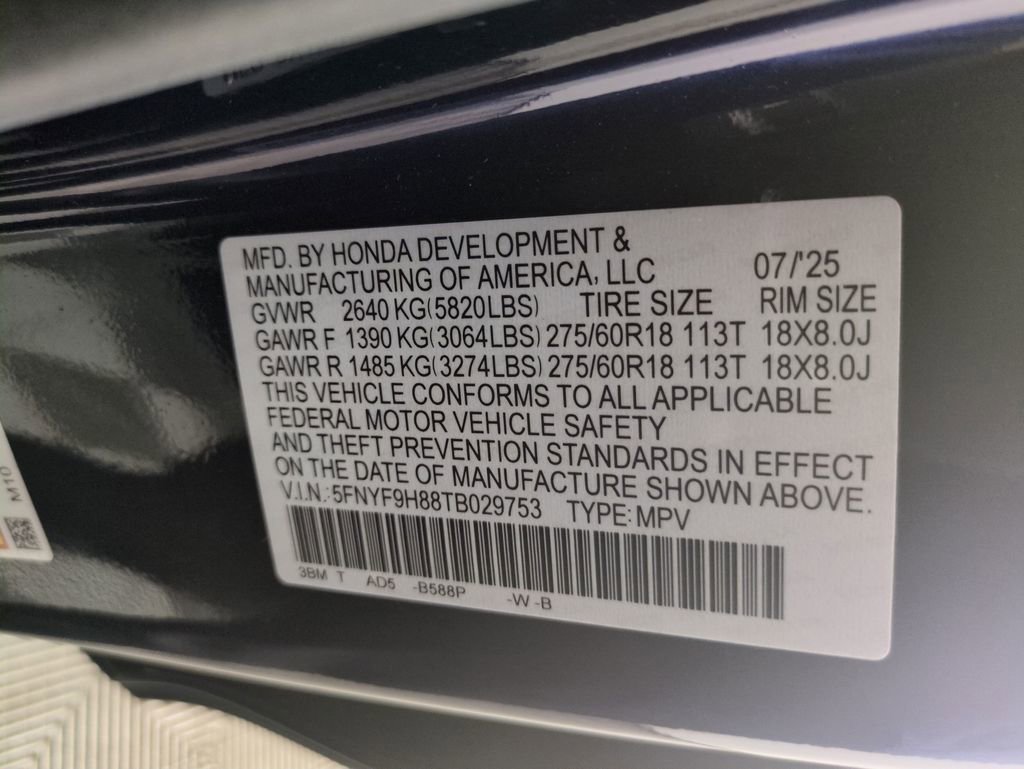 MFD. BY HONDA DEVELOPMENT &
MANUFACTURING OF AMERICA, LLC 07/'25
GVWR 2640 KG(5820LBS) TIRE SIZE RIM SIZE
GAWR F 1390 KG(3064LBS) 275/60R18 113T 18X8.0J
GAWR R 1485 KG(3274LBS) 275/60R18 113T 18X8.0J
THIS VEHICLE CONFORMS TO ALL APPLICABLE
FEDERAL MOTOR VEHICLE SAFETY
AND THEFT PREVENTION STANDARDS IN EFFECT
ON THE DATE OF MANUFACTURE SHOWN ABOVE.
V.I.N.: 5FNYF9H88TB029753 TYPE: MPV
3BM T AD5 -B588P -W -B
M10